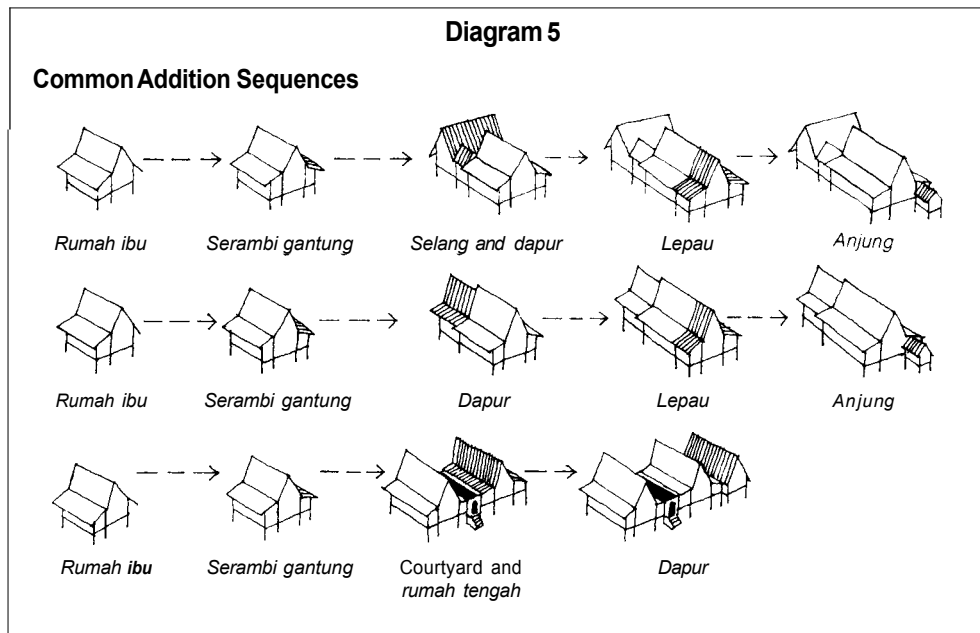 Diagram 5
Common Addition Sequences
Rumah ibu Serambi gantung Selang and dapur Lepau Anjung
Rumah ibu Serambi gantung Dapur Lepau Anjung
Rumah ibu Serambi gantung Courtyard and Dapur
rumah tengah